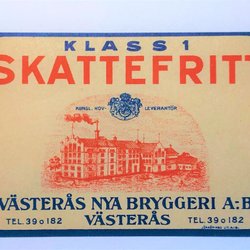 KLASS 1
SKATTEFRITT
KUNGL. HOV- LEVERANTÖR
VÄSTERÅS NYA BRYGGERI A.-B.
TEL. 39 o 182 VÄSTERÅS TEL. 39 o 182